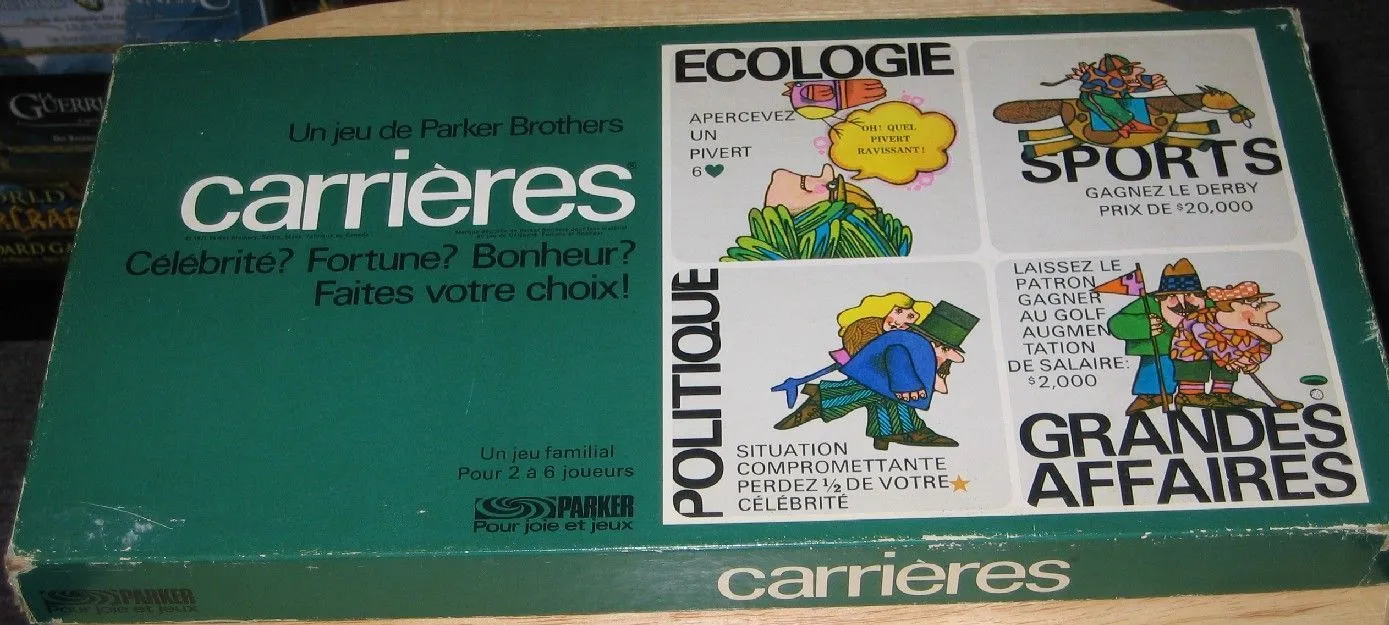 Un jeu de Parker Brothers
carrières®
Célébrité? Fortune? Bonheur?
Faites votre choix!
Un jeu familial
Pour 2 à 6 joueurs
PARKER
Pour joie et jeux
ECOLOGIE
APERCEVEZ
UN
PIVERT
6♥
OH! QUEL
PIVERT
RAVISSANT!
SPORTS
GAGNEZ LE DERBY
PRIX DE $20,000
POLITIQUE
SITUATION
COMPROMETTANTE
PERDEZ ½ DE VOTRE
CÉLÉBRITÉ
LAISSEZ LE
PATRON
GAGNER
AU GOLF
AUGMEN
TATION
DE SALAIRE:
$2,000
GRANDES
AFFAIRES
PARKER
Pour joie et jeux
carrières